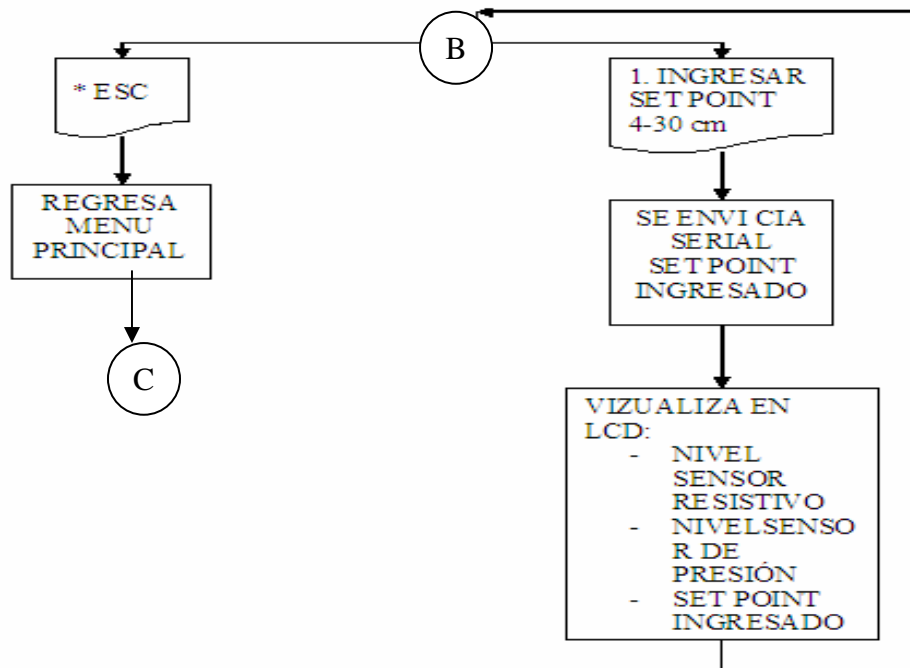 B
* ESC
REGRESA
MENU
PRINCIPAL
C
1. INGRESAR
SET POINT
4-30 cm
SE ENVI CIA
SERIAL
SET POINT
INGRESADO
VIZUALIZA EN
LCD:
- NIVEL
SENSOR
RESISTIVO
- NIVELSENSO
R DE
PRESIÓN
- SET POINT
INGRESADO